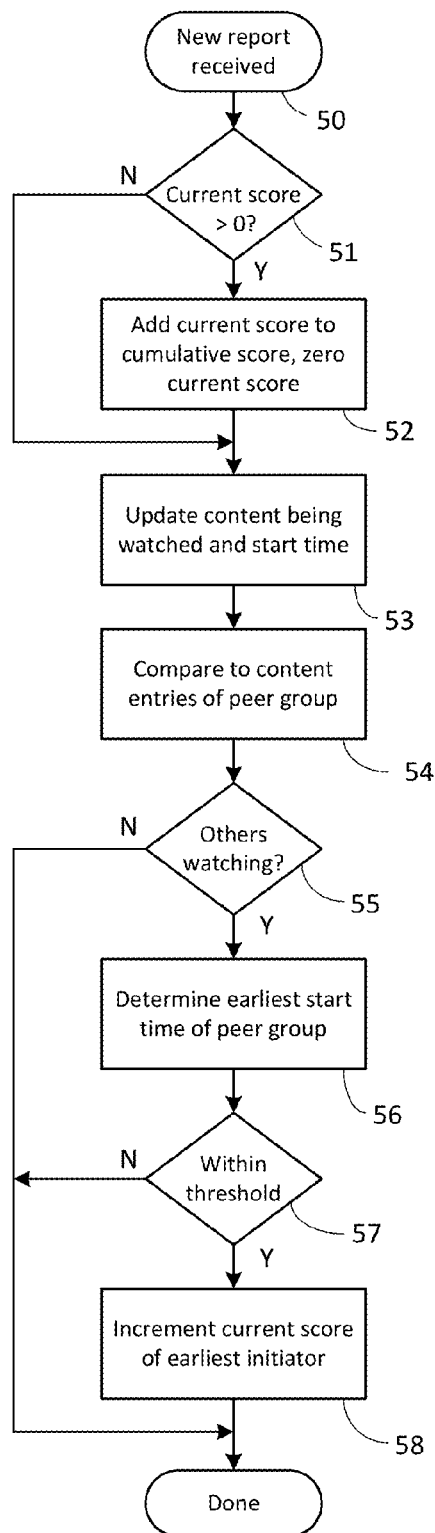 New report
received
50
N
Current score
> 0?
51
Y
Add current score to
cumulative score, zero
current score
52
Update content being
watched and start time
53
Compare to content
entries of peer group
54
N
Others
watching?
55
Y
Determine earliest start
time of peer group
56
N
Within
threshold
57
Y
Increment current score
of earliest initiator
58
Done